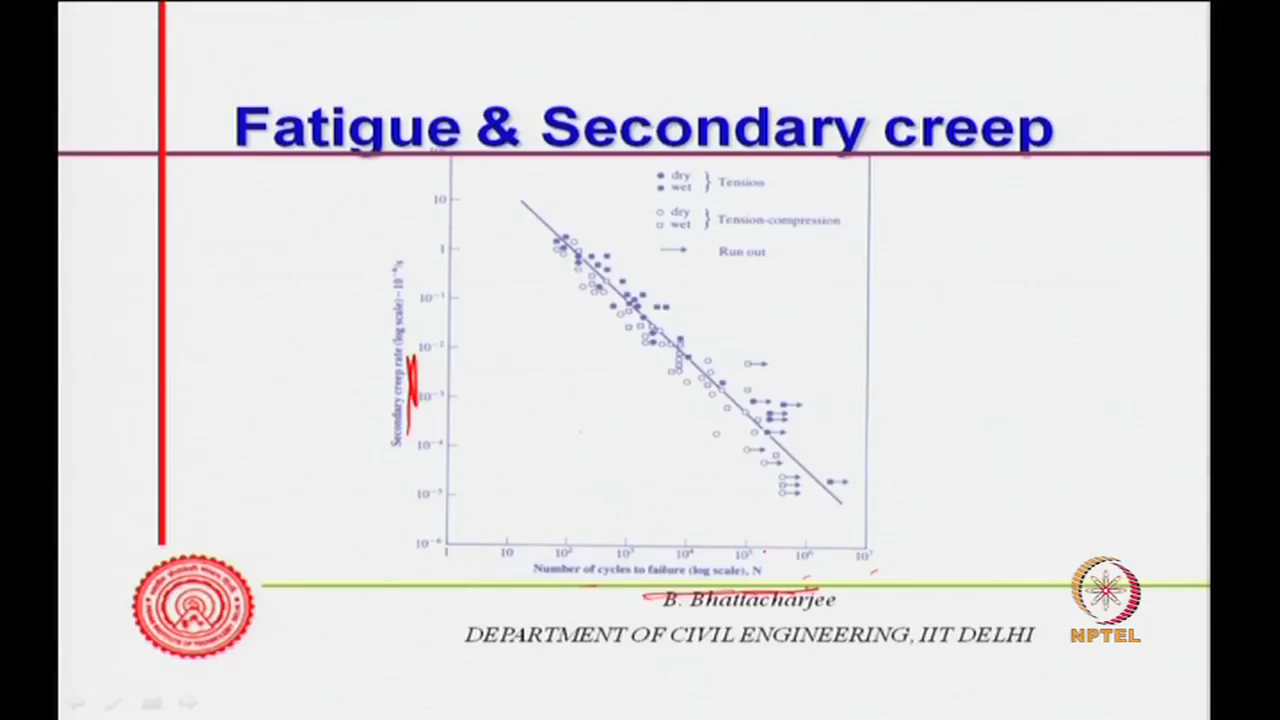 Fatigue & Secondary creep
dry
wet
Tension
dry
wet
Tension-compression
Run out
10
1
10⁻¹
10⁻²
10⁻³
10⁻⁴
10⁻⁵
10⁻⁶
Secondary creep rate (log scale) – 10⁻⁶/s
1
10
10²
10³
10⁴
10⁵
10⁶
10⁷
Number of cycles to failure (log scale), N
B. Bhattacharjee
DEPARTMENT OF CIVIL ENGINEERING, IIT DELHI
NPTEL